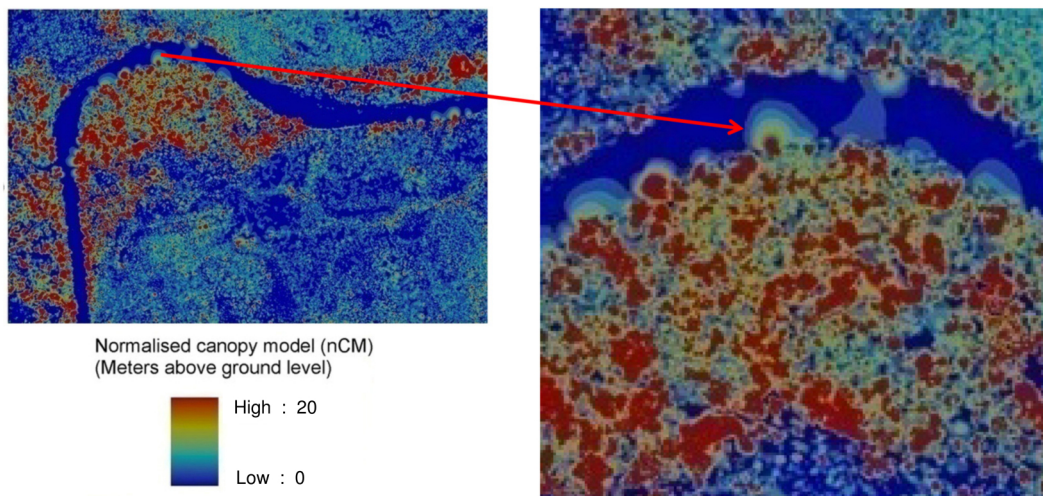 Normalised canopy model (nCM)
(Meters above ground level)
High : 20
Low : 0